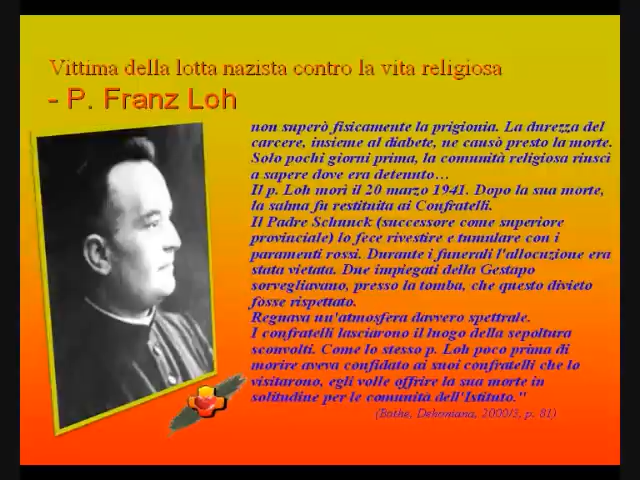 Vittima della lotta nazista contro la vita religiosa
- P. Franz Loh
non superò fisicamente la prigionia. La durezza del
carcere, insieme al diabete, ne causò presto la morte.
Solo pochi giorni prima, la comunità religiosa riuscì
a sapere dove era detenuto…
Il p. Loh morì il 20 marzo 1941. Dopo la sua morte,
la salma fu restituita ai Confratelli.
Il Padre Schunck (successore come superiore
provinciale) lo fece rivestire e tumulare con i
paramenti rossi. Durante i funerali l'allocuzione era
stata vietata. Due impiegati della Gestapo
sorvegliavano, presso la tomba, che questo divieto
fosse rispettato.
Regnava un'atmosfera davvero spettrale.
I confratelli lasciarono il luogo della sepoltura
sconvolti. Come lo stesso p. Loh poco prima di
morire aveva confidato ai suoi confratelli che lo
visitarono, egli volle offrire la sua morte in
solitudine per le comunità dell'Istituto."
(Bothe, Dehoniana, 2000/3, p. 81)